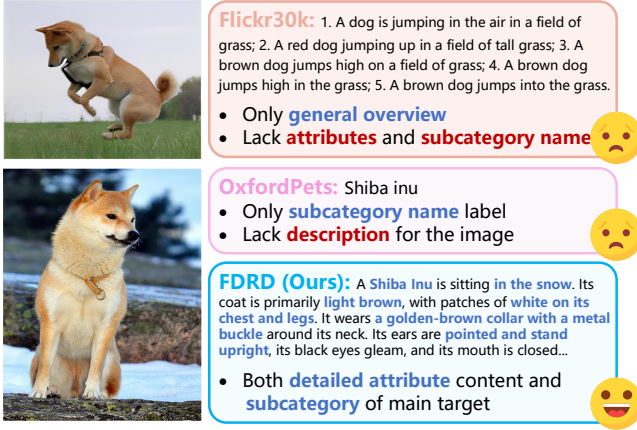 Flickr30k: 1. A dog is jumping in the air in a field of
grass; 2. A red dog jumping up in a field of tall grass; 3. A
brown dog jumps high on a field of grass; 4. A brown dog
jumps high in the grass; 5. A brown dog jumps into the grass.
• Only general overview
• Lack attributes and subcategory name
OxfordPets: Shiba inu
• Only subcategory name label
• Lack description for the image
FDRD (Ours): A Shiba Inu is sitting in the snow. Its
coat is primarily light brown, with patches of white on its
chest and legs. It wears a golden-brown collar with a metal
buckle around its neck. Its ears are pointed and stand
upright, its black eyes gleam, and its mouth is closed...
• Both detailed attribute content and
subcategory of main target